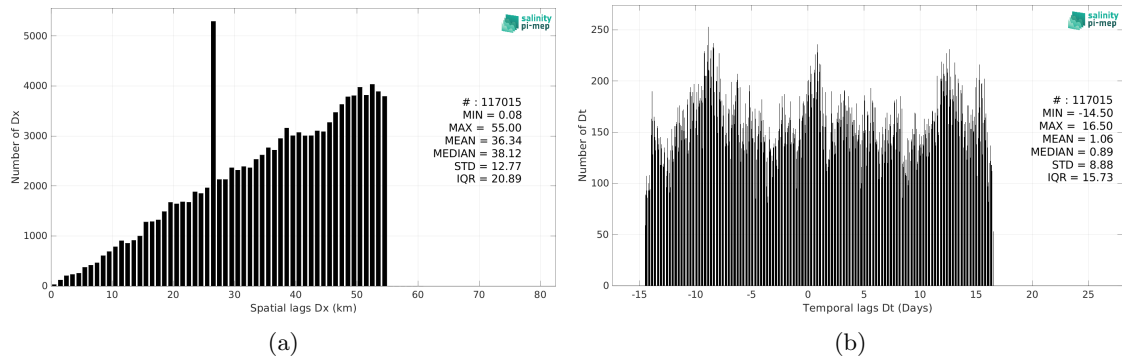 salinity
pi-mep
5000
4000
3000
2000
1000
0
Number of Dx
# : 117015
MIN = 0.08
MAX = 55.00
MEAN = 36.34
MEDIAN = 38.12
STD = 12.77
IQR = 20.89
0 10 20 30 40 50 60 70 80
Spatial lags Dx (km)
(a)
salinity
pi-mep
250
200
150
100
50
0
Number of Dt
# : 117015
MIN = -14.50
MAX = 16.50
MEAN = 1.06
MEDIAN = 0.89
STD = 8.88
IQR = 15.73
-15 -10 -5 0 5 10 15 20 25
Temporal lags Dt (Days)
(b)